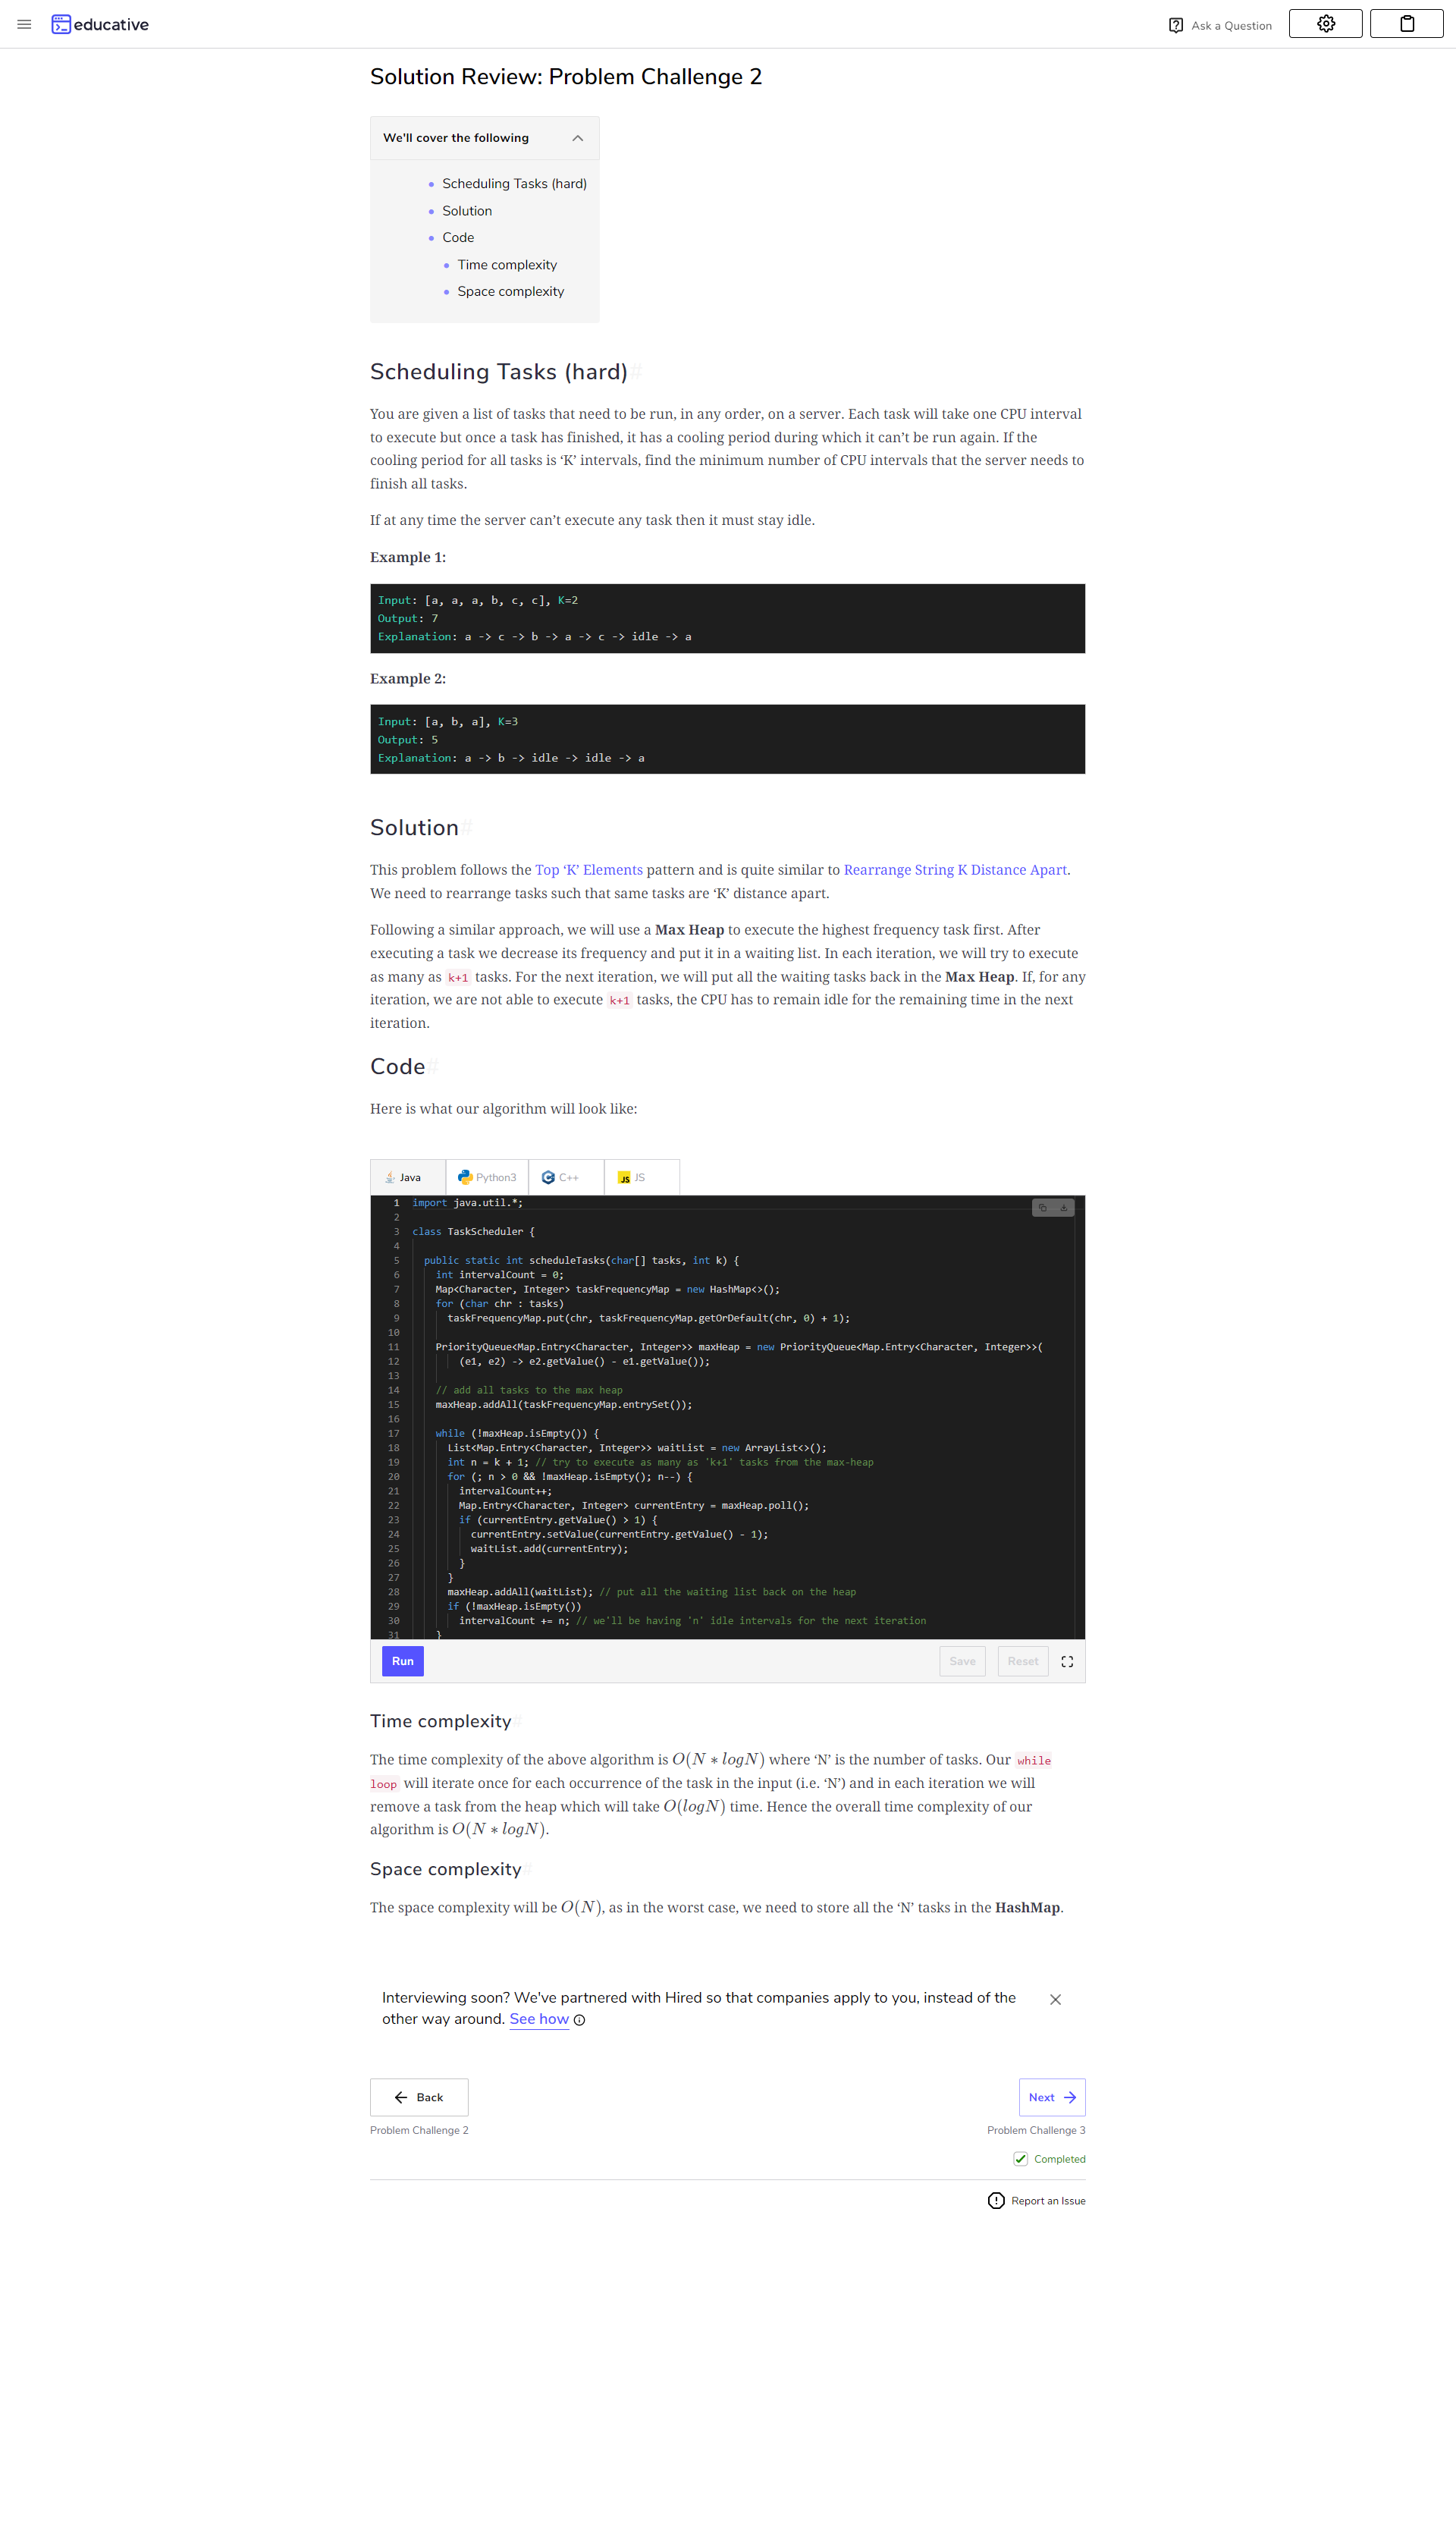 educative
Ask a Question
Solution Review: Problem Challenge 2
We'll cover the following
Scheduling Tasks (hard)
Solution
Code
Time complexity
Space complexity
Scheduling Tasks (hard)#
You are given a list of tasks that need to be run, in any order, on a server. Each task will take one CPU interval
to execute but once a task has finished, it has a cooling period during which it can’t be run again. If the
cooling period for all tasks is ‘K’ intervals, find the minimum number of CPU intervals that the server needs to
finish all tasks.
If at any time the server can’t execute any task then it must stay idle.
Example 1:
Input: [a, a, a, b, c, c], K=2
Output: 7
Explanation: a -> c -> b -> a -> c -> idle -> a
Example 2:
Input: [a, b, a], K=3
Output: 5
Explanation: a -> b -> idle -> idle -> a
Solution#
This problem follows the Top ‘K’ Elements pattern and is quite similar to Rearrange String K Distance Apart.
We need to rearrange tasks such that same tasks are ‘K’ distance apart.
Following a similar approach, we will use a Max Heap to execute the highest frequency task first. After
executing a task we decrease its frequency and put it in a waiting list. In each iteration, we will try to execute
as many as k+1 tasks. For the next iteration, we will put all the waiting tasks back in the Max Heap. If, for any
iteration, we are not able to execute k+1 tasks, the CPU has to remain idle for the remaining time in the next
iteration.
Code#
Here is what our algorithm will look like:
Java Python3 C++ JS JS
1 import java.util.*;
2
3 class TaskScheduler {
4
5 public static int scheduleTasks(char[] tasks, int k) {
6 int intervalCount = 0;
7 Map<Character, Integer> taskFrequencyMap = new HashMap<>();
8 for (char chr : tasks)
9 taskFrequencyMap.put(chr, taskFrequencyMap.getOrDefault(chr, 0) + 1);
10
11 PriorityQueue<Map.Entry<Character, Integer>> maxHeap = new PriorityQueue<Map.Entry<Character, Integer>>(
12 (e1, e2) -> e2.getValue() - e1.getValue());
13
14 // add all tasks to the max heap
15 maxHeap.addAll(taskFrequencyMap.entrySet());
16
17 while (!maxHeap.isEmpty()) {
18 List<Map.Entry<Character, Integer>> waitList = new ArrayList<>();
19 int n = k + 1; // try to execute as many as 'k+1' tasks from the max-heap
20 for (; n > 0 && !maxHeap.isEmpty(); n--) {
21 intervalCount++;
22 Map.Entry<Character, Integer> currentEntry = maxHeap.poll();
23 if (currentEntry.getValue() > 1) {
24 currentEntry.setValue(currentEntry.getValue() - 1);
25 waitList.add(currentEntry);
26 }
27 }
28 maxHeap.addAll(waitList); // put all the waiting list back on the heap
29 if (!maxHeap.isEmpty())
30 intervalCount += n; // we'll be having 'n' idle intervals for the next iteration
31 }
Run
Save
Reset
Time complexity#
The time complexity of the above algorithm is O(N ∗ logN) where ‘N’ is the number of tasks. Our while
loop will iterate once for each occurrence of the task in the input (i.e. ‘N’) and in each iteration we will
remove a task from the heap which will take O(logN) time. Hence the overall time complexity of our
algorithm is O(N ∗ logN).
Space complexity#
The space complexity will be O(N), as in the worst case, we need to store all the ‘N’ tasks in the HashMap.
Interviewing soon? We've partnered with Hired so that companies apply to you, instead of the
other way around. See how
Back
Next
Problem Challenge 2
Problem Challenge 3
Completed
Report an Issue